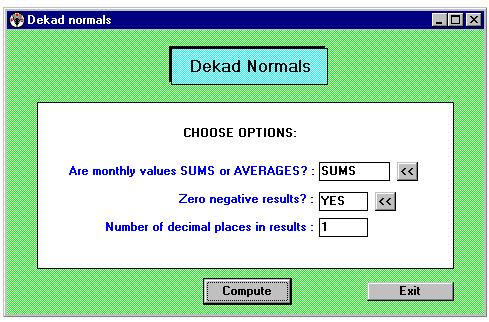 Dekad normals
Dekad Normals
CHOOSE OPTIONS:
Are monthly values SUMS or AVERAGES? : SUMS <<
Zero negative results? : YES <<
Number of decimal places in results : 1
Compute Exit